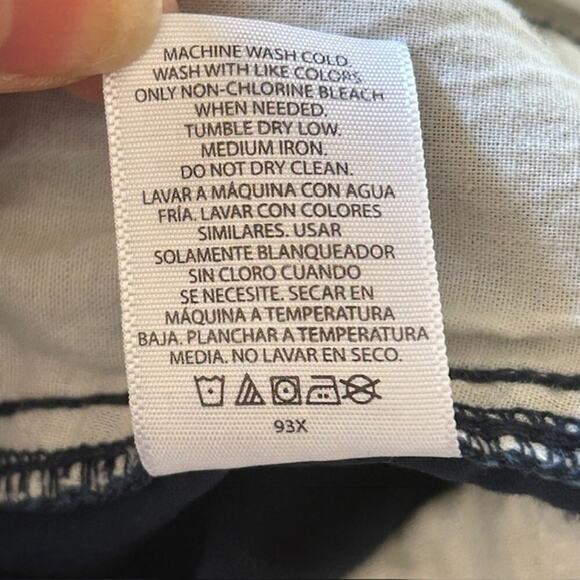 MACHINE WASH COLD.
WASH WITH LIKE COLORS.
ONLY NON-CHLORINE BLEACH
WHEN NEEDED.
TUMBLE DRY LOW.
MEDIUM IRON.
DO NOT DRY CLEAN.
LAVAR A MÁQUINA CON AGUA
FRÍA. LAVAR CON COLORES
SIMILARES. USAR
SOLAMENTE BLANQUEADOR
SIN CLORO CUANDO
SE NECESITE. SECAR EN
MÁQUINA A TEMPERATURA
BAJA. PLANCHAR A TEMPERATURA
MEDIA. NO LAVAR EN SECO.
93X